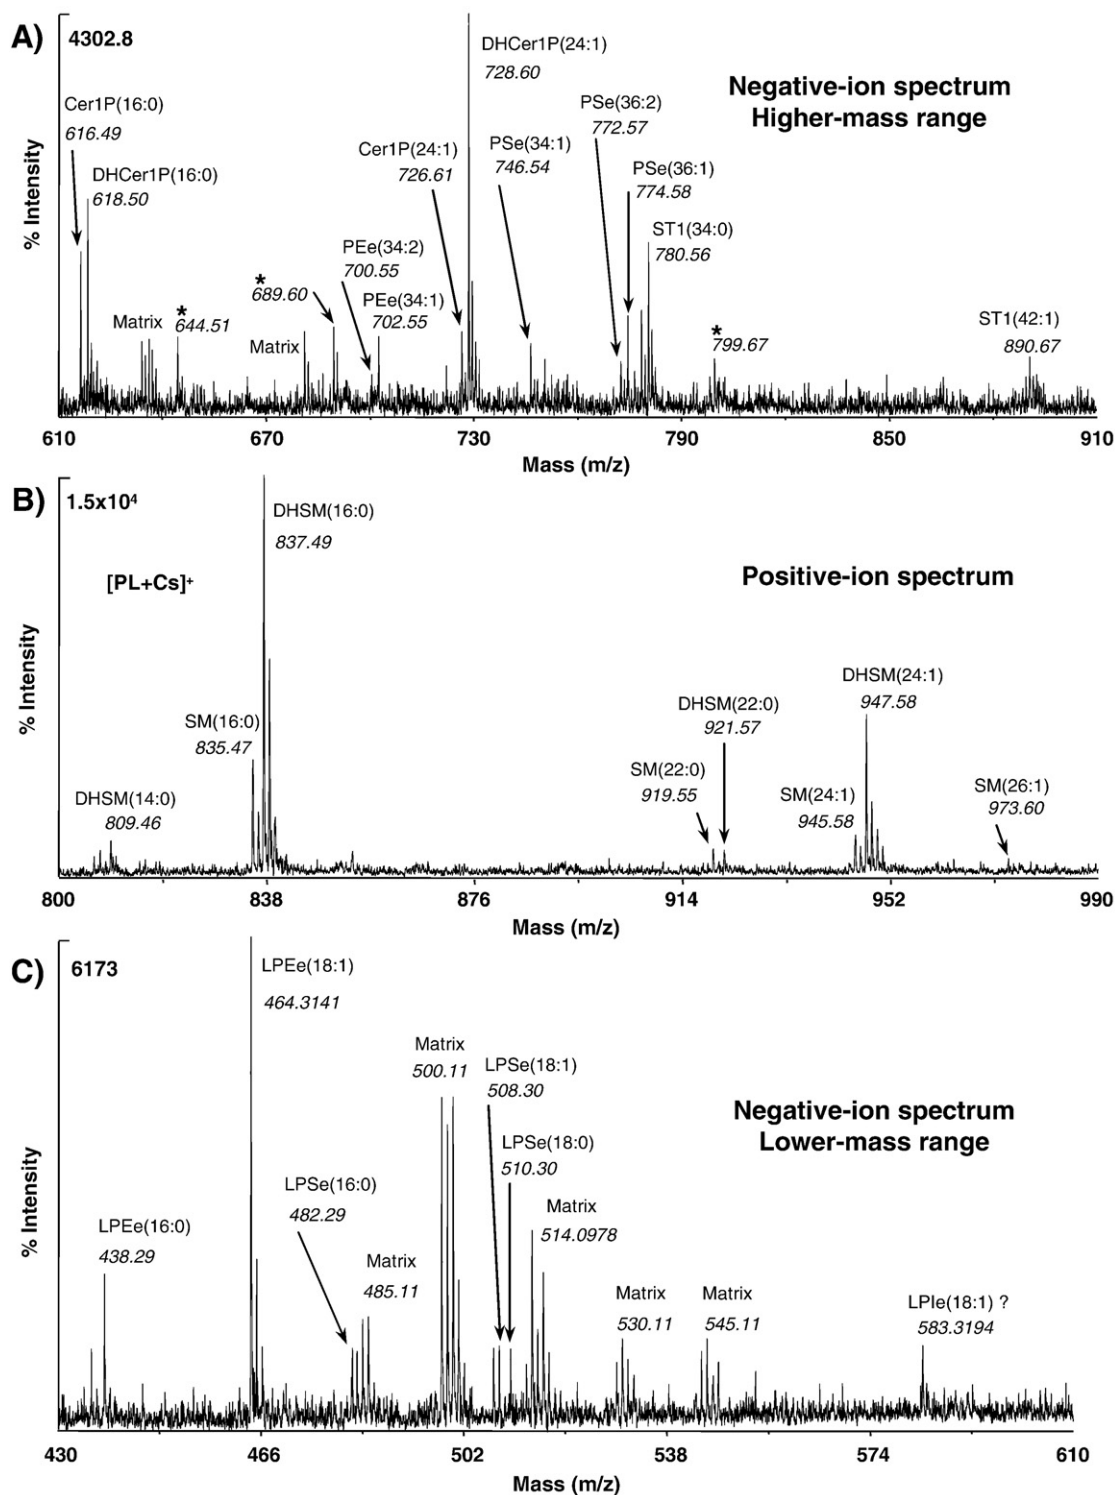 A)
4302.8
Negative-ion spectrum
Higher-mass range
Cer1P(16:0)
616.49
DHCer1P(16:0)
618.50
Matrix
*
644.51
*
689.60
Matrix
PEe(34:2)
700.55
PEe(34:1)
702.55
Cer1P(24:1)
726.61
DHCer1P(24:1)
728.60
PSe(34:1)
746.54
PSe(36:2)
772.57
PSe(36:1)
774.58
ST1(34:0)
780.56
*
799.67
ST1(42:1)
890.67
% Intensity
610 670 730 790 850 910
Mass (m/z)
B)
1.5x10⁴
[PL+Cs]⁺
Positive-ion spectrum
DHSM(14:0)
809.46
SM(16:0)
835.47
DHSM(16:0)
837.49
SM(22:0)
919.55
DHSM(22:0)
921.57
SM(24:1)
945.58
DHSM(24:1)
947.58
SM(26:1)
973.60
% Intensity
800 838 876 914 952 990
Mass (m/z)
C)
6173
Negative-ion spectrum
Lower-mass range
LPEe(16:0)
438.29
LPEe(18:1)
464.3141
LPSe(16:0)
482.29
Matrix
485.11
Matrix
500.11
LPSe(18:1)
508.30
LPSe(18:0)
510.30
Matrix
514.0978
Matrix
530.11
Matrix
545.11
LPIe(18:1) ?
583.3194
% Intensity
430 466 502 538 574 610
Mass (m/z)